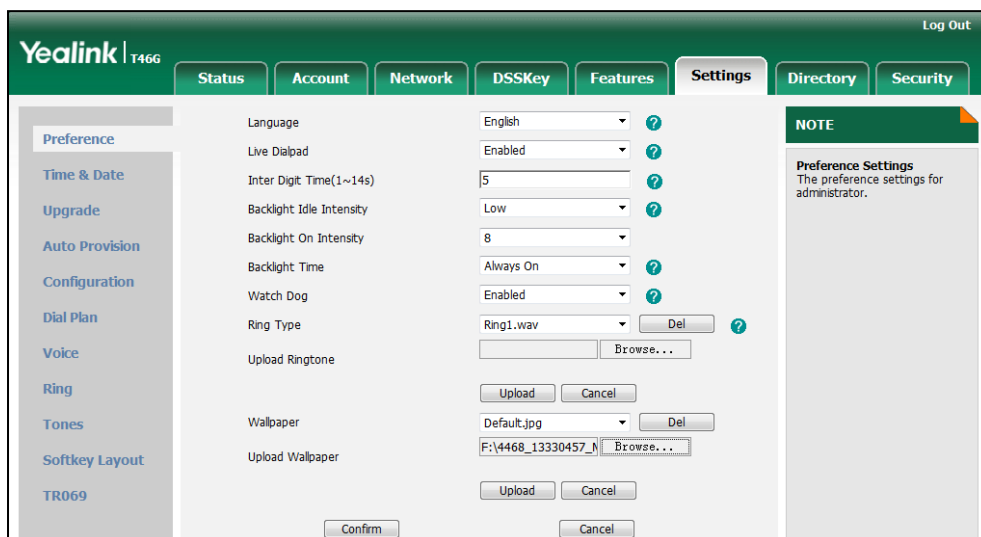 Log Out
Yealink T46G
Status Account Network DSSKey Features Settings Directory Security
Preference
Time & Date
Upgrade
Auto Provision
Configuration
Dial Plan
Voice
Ring
Tones
Softkey Layout
TR069
Language English ?
Live Dialpad Enabled ?
Inter Digit Time(1~14s) 5 ?
Backlight Idle Intensity Low ?
Backlight On Intensity 8
Backlight Time Always On ?
Watch Dog Enabled ?
Ring Type Ring1.wav Del ?
Upload Ringtone Browse...
Upload Cancel
Wallpaper Default.jpg Del
Upload Wallpaper F:\4468_13330457_N Browse...
Upload Cancel
Confirm Cancel
NOTE
Preference Settings
The preference settings for
administrator.